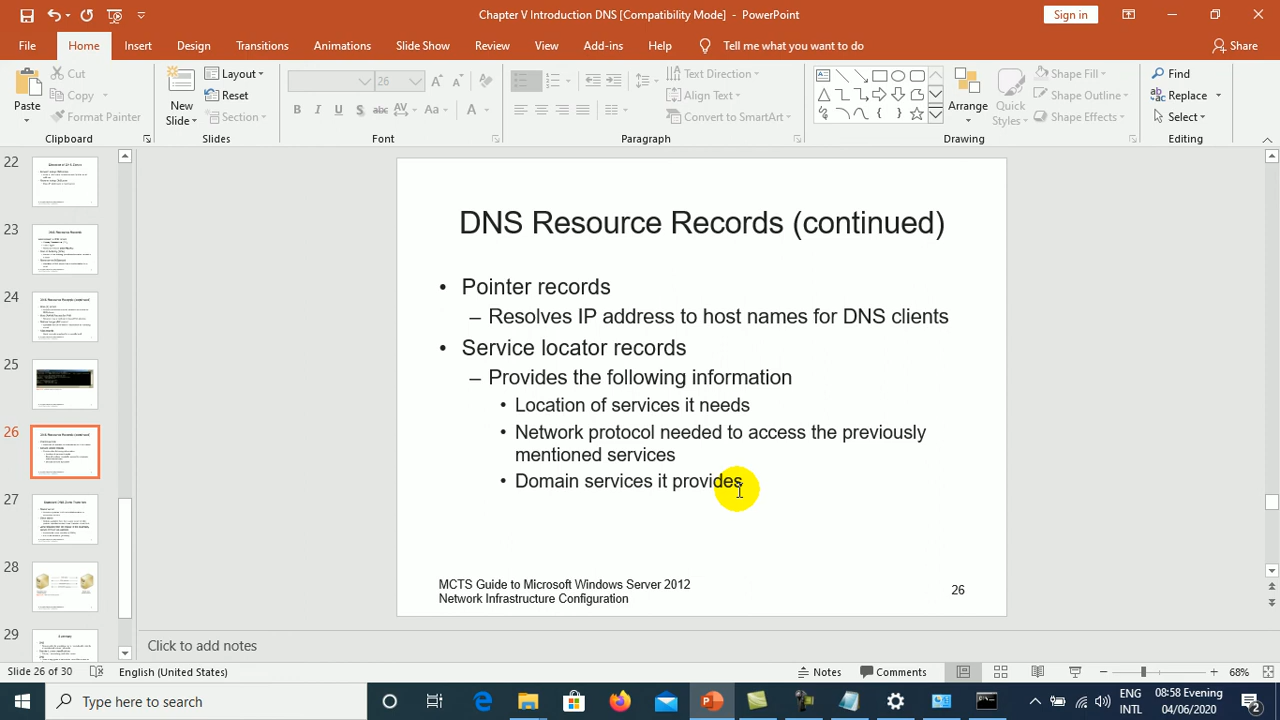 Chapter V Introduction DNS [Compatibility Mode] - PowerPoint
Sign in
File Home Insert Design Transitions Animations Slide Show Review View Add-ins Help Tell me what you want to do Share
Paste
Cut
Copy
Format Painter
Clipboard
New
Slide
Layout
Reset
Section
Slides
26
B I U S abc AV Aa A
Font
Text Direction
Align Text
Convert to SmartArt
Paragraph
Arrange
Quick
Styles
Shape Fill
Shape Outline
Shape Effects
Drawing
Find
Replace
Select
Editing
22
23
24
25
26
27
28
29
DNS Resource Records (continued)
• Pointer records
– Resolves IP address to host names for DNS clients
• Service locator records
– Provides the following information
• Location of services it needs
• Network protocol needed to access the previously
mentioned services
• Domain services it provides
MCTS Guide to Microsoft Windows Server 2012
Network Infrastructure Configuration
26
Click to add notes
Slide 26 of 30 English (United States) Notes Comments 68%
Type here to search
ENG
INTL
08:58 Evening
04/06/2020
2